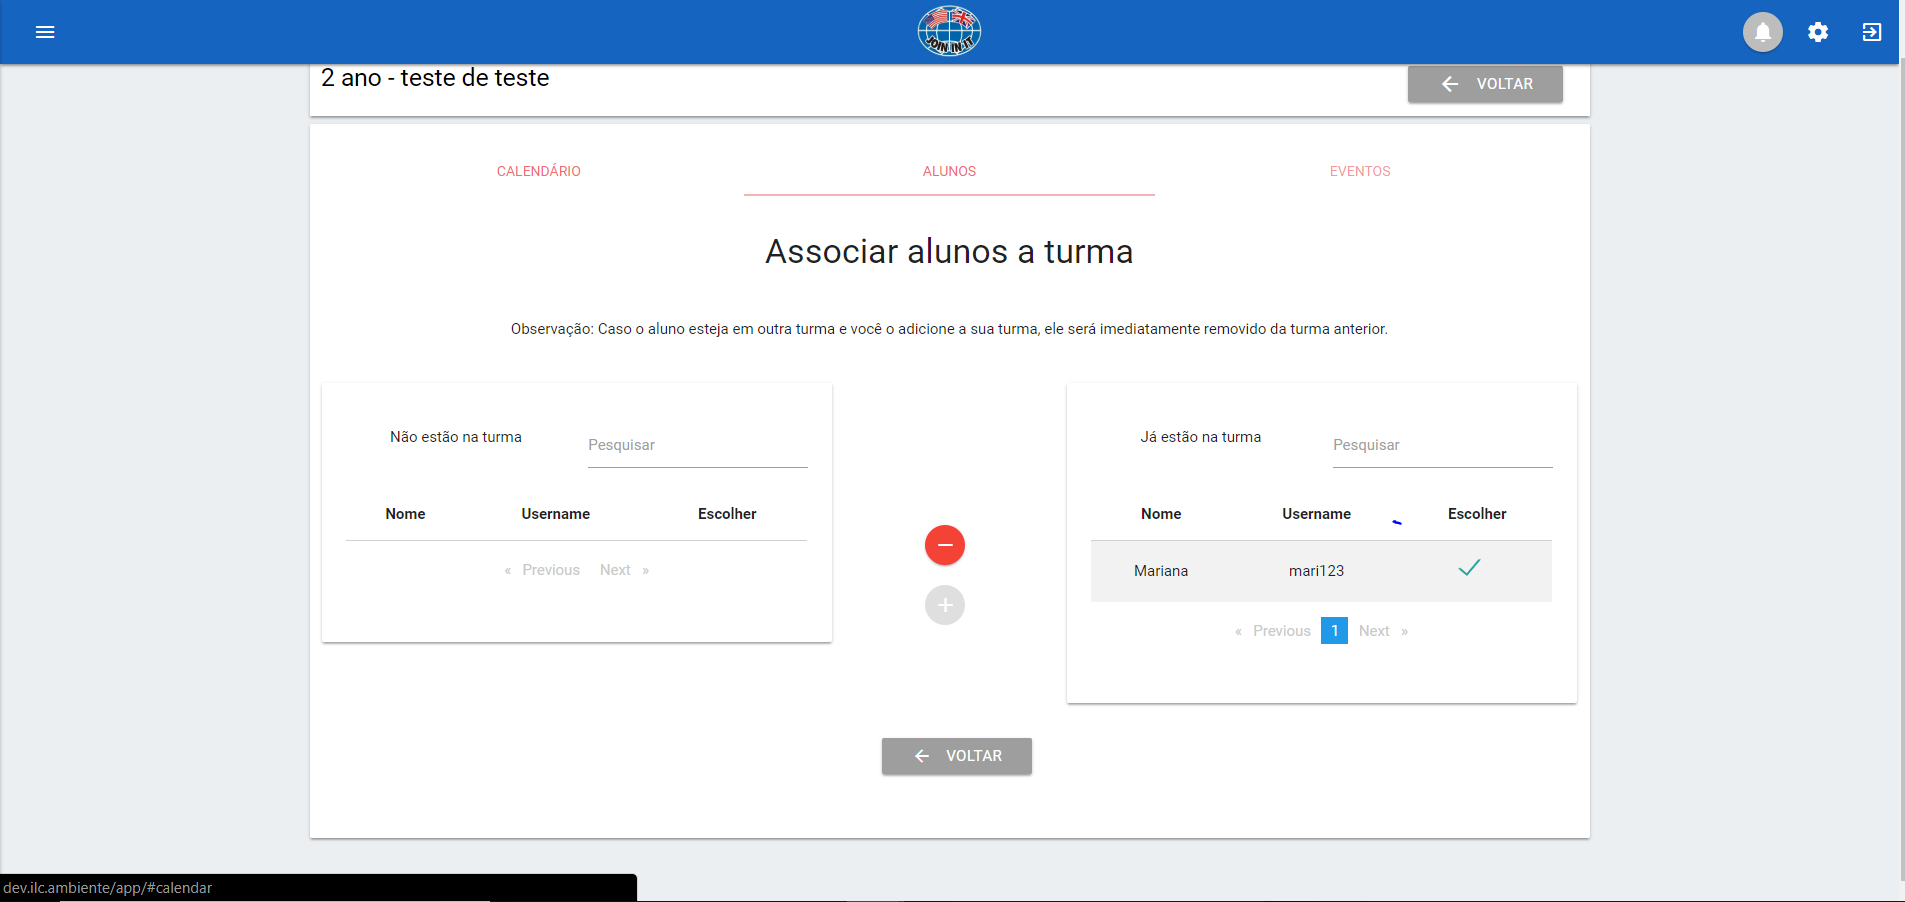 JOIN IN IT
2 ano - teste de teste
VOLTAR
CALENDÁRIO
ALUNOS
EVENTOS
Associar alunos a turma
Observação: Caso o aluno esteja em outra turma e você o adicione a sua turma, ele será imediatamente removido da turma anterior.
Não estão na turma
Pesquisar
Nome Username Escolher
« Previous Next »
Já estão na turma
Pesquisar
Nome Username Escolher
Mariana mari123
« Previous 1 Next »
VOLTAR
dev.ilc.ambiente/app/#calendar